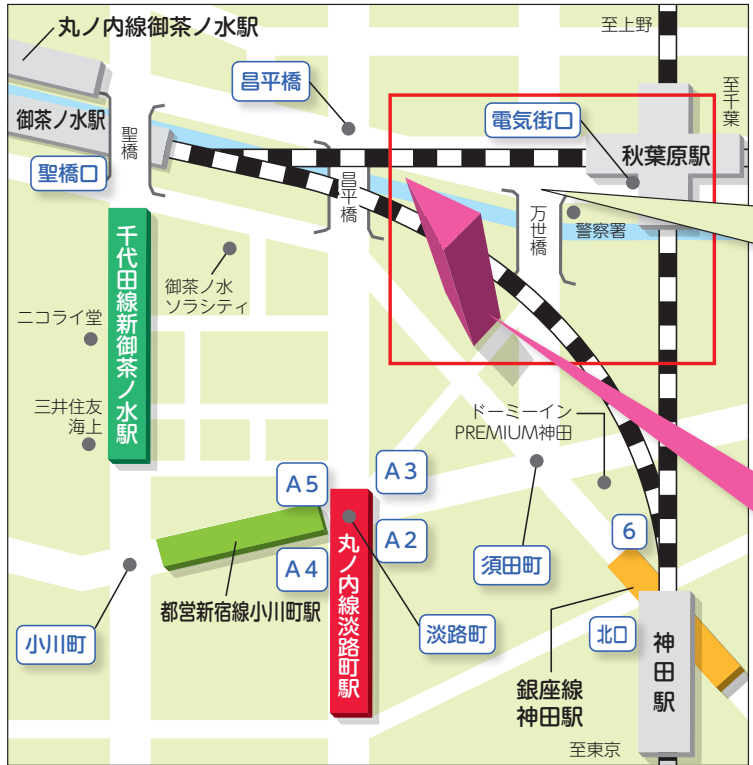 丸ノ内線御茶ノ水駅
至上野
昌平橋
至千葉
御茶ノ水駅
聖橋
電気街口
秋葉原駅
聖橋口
昌平橋
万世橋
警察署
千代田線新御茶ノ水駅
御茶ノ水
ソラシティ
ニコライ堂
三井住友
海上
ドーミーイン
PREMIUM神田
A5
A3
6
A2
須田町
A4
丸ノ内線淡路町駅
都営新宿線小川町駅
小川町
淡路町
北口
神田駅
銀座線
神田駅
至東京